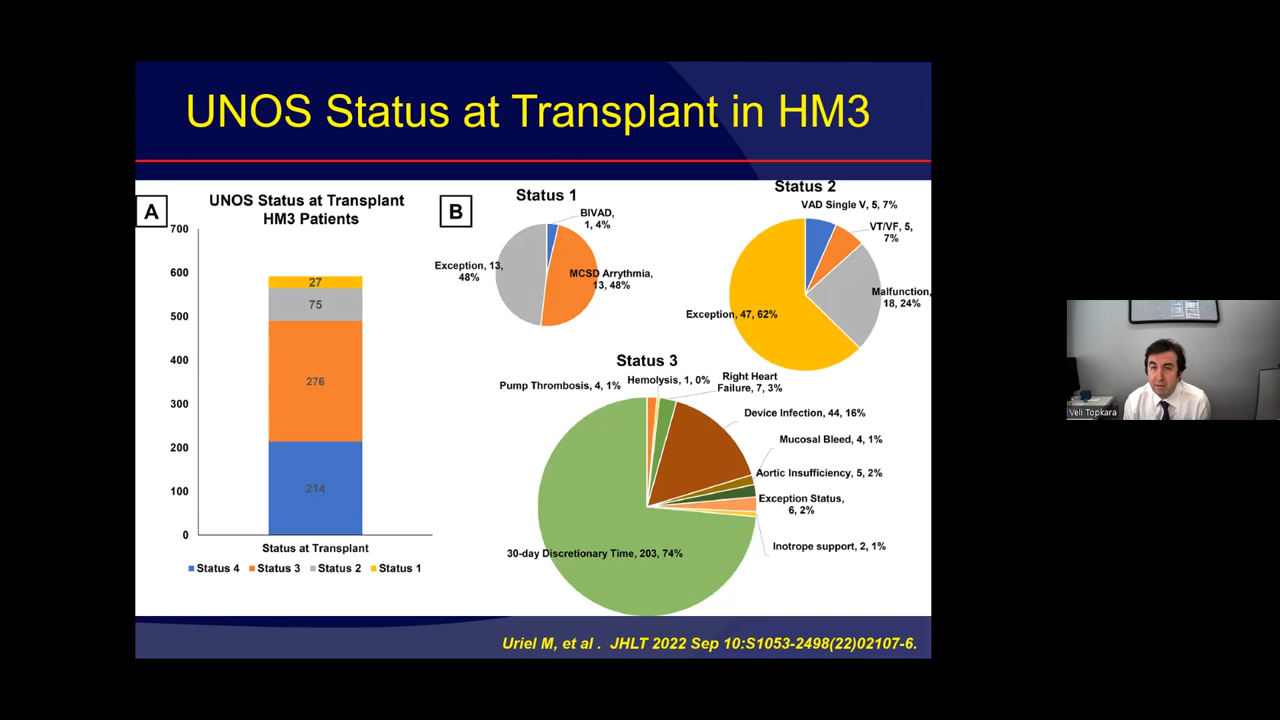 UNOS Status at Transplant in HM3
A
UNOS Status at Transplant
HM3 Patients
700
600
500
400
300
200
100
0
27
75
276
214
Status at Transplant
Status 4
Status 3
Status 2
Status 1
B
Status 1
BIVAD,
1, 4%
Exception, 13,
48%
MCSD Arrythmia,
13, 48%
Status 2
VAD Single V, 5, 7%
VT/VF, 5,
7%
Malfunction,
18, 24%
Exception, 47, 62%
Status 3
Pump Thrombosis, 4, 1%
Hemolysis, 1, 0%
Right Heart
Failure, 7, 3%
Device Infection, 44, 16%
Mucosal Bleed, 4, 1%
Aortic Insufficiency, 5, 2%
Exception Status,
6, 2%
Inotrope support, 2, 1%
30-day Discretionary Time, 203, 74%
Uriel M, et al . JHLT 2022 Sep 10:S1053-2498(22)02107-6.
Veli Topkara